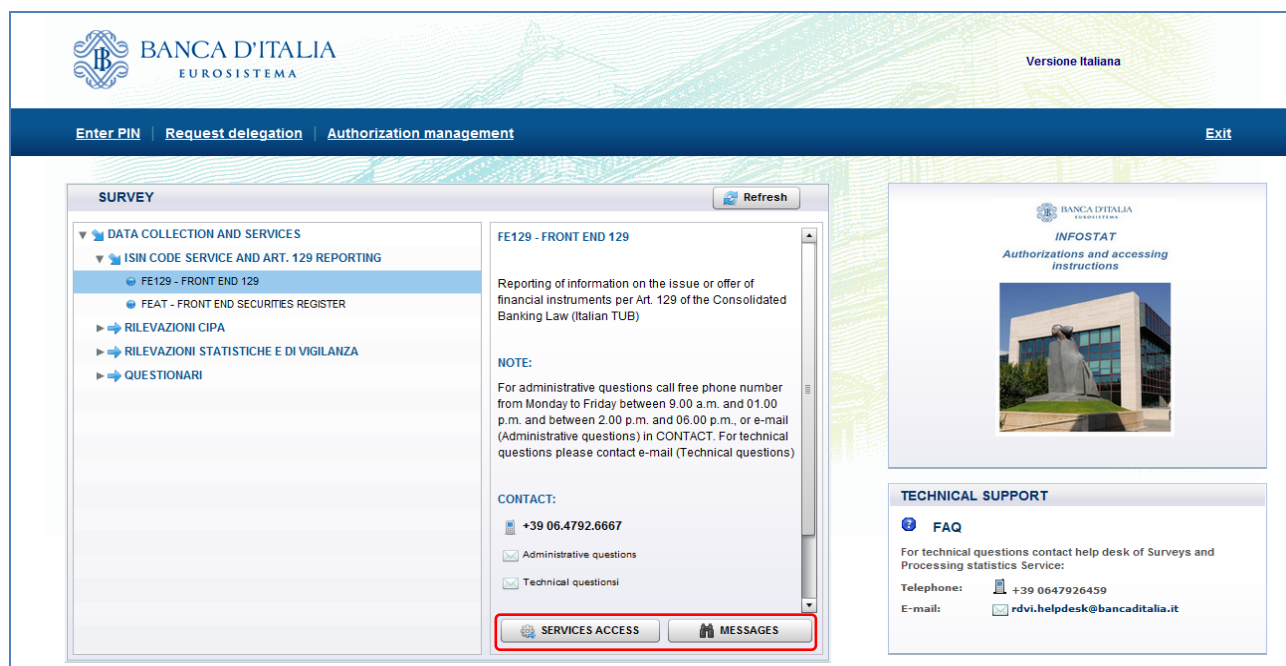 BANCA D'ITALIA
EUROSISTEMA
Versione Italiana
Enter PIN | Request delegation | Authorization management
Exit
SURVEY
Refresh
DATA COLLECTION AND SERVICES
ISIN CODE SERVICE AND ART. 129 REPORTING
FE129 - FRONT END 129
FEAT - FRONT END SECURITIES REGISTER
RILEVAZIONI CIPA
RILEVAZIONI STATISTICHE E DI VIGILANZA
QUESTIONARI
FE129 - FRONT END 129
Reporting of information on the issue or offer of
financial instruments per Art. 129 of the Consolidated
Banking Law (Italian TUB)
NOTE:
For administrative questions call free phone number
from Monday to Friday between 9.00 a.m. and 01.00
p.m. and between 2.00 p.m. and 06.00 p.m., or e-mail
(Administrative questions) in CONTACT. For technical
questions please contact e-mail (Technical questions)
CONTACT:
+39 06.4792.6667
Administrative questions
Technical questionsi
SERVICES ACCESS
MESSAGES
BANCA D'ITALIA
EUROSISTEMA
INFOSTAT
Authorizations and accessing
instructions
TECHNICAL SUPPORT
FAQ
For technical questions contact help desk of Surveys and
Processing statistics Service:
Telephone: +39 0647926459
E-mail: rdvi.helpdesk@bancaditalia.it